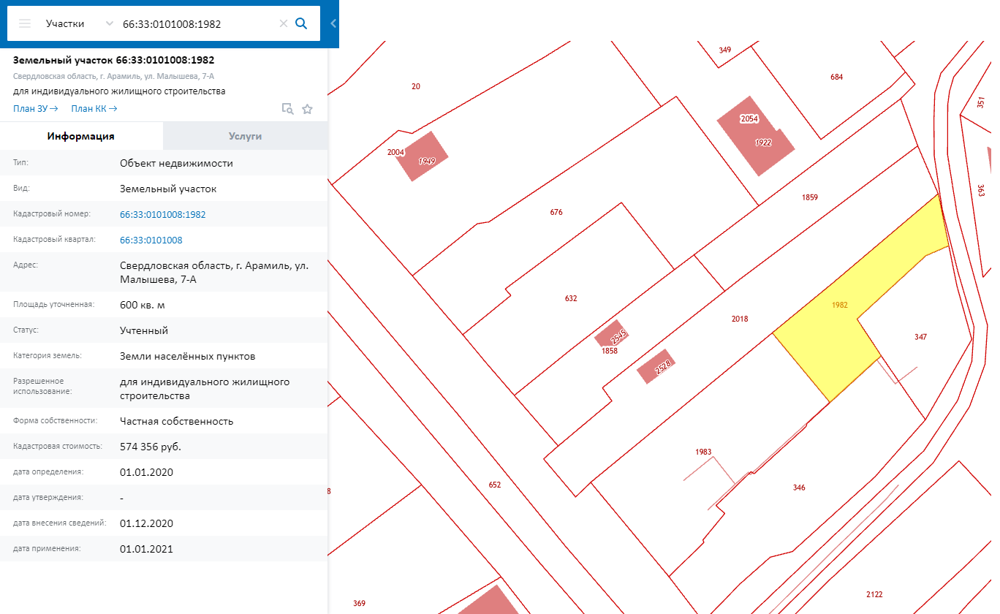 Участки 66:33:0101008:1982
Земельный участок 66:33:0101008:1982
Свердловская область, г. Арамиль, ул. Малышева, 7-А
для индивидуального жилищного строительства
План ЗУ→ План КК→
Информация Услуги
Тип: Объект недвижимости
Вид: Земельный участок
Кадастровый номер: 66:33:0101008:1982
Кадастровый квартал: 66:33:0101008
Адрес: Свердловская область, г. Арамиль, ул.
Малышева, 7-А
Площадь уточненная: 600 кв. м
Статус: Учтенный
Категория земель: Земли населённых пунктов
Разрешенное
использование:
для индивидуального жилищного
строительства
Форма собственности: Частная собственность
Кадастровая стоимость: 574 356 руб.
дата определения: 01.01.2020
дата утверждения: -
дата внесения сведений: 01.12.2020
дата применения: 01.01.2021
349
684
20
351
2054
1922
2004
1949
363
1859
676
632
1982
2018
347
2545
1858
2528
1983
652
346
8
2122
369